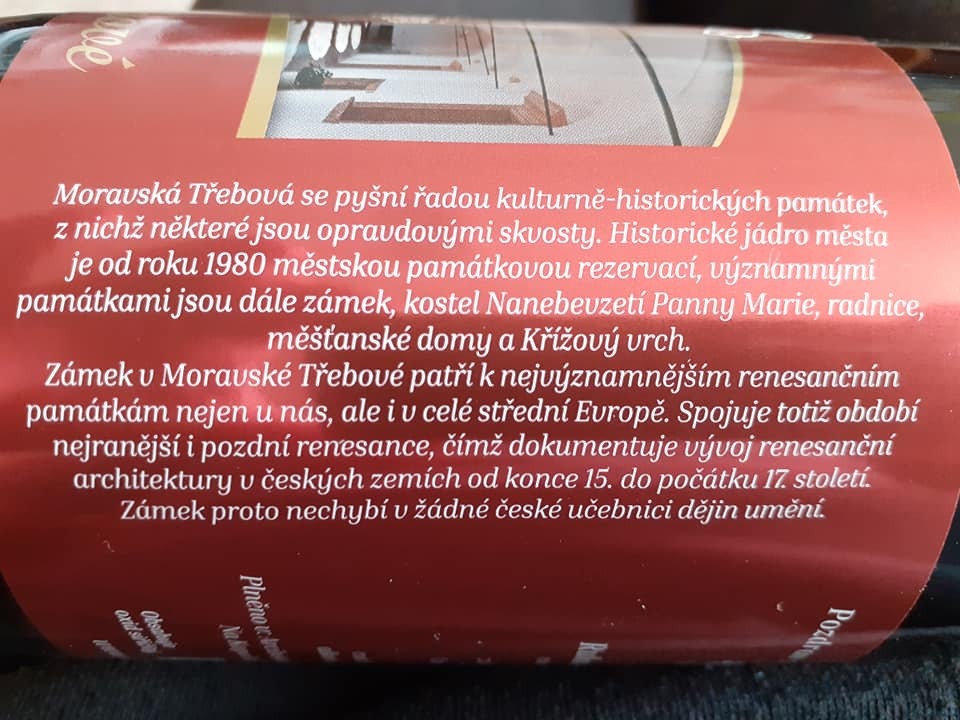 Moravská Třebová se pyšní řadou kulturně-historických památek,
z nichž některé jsou opravdovými skvosty. Historické jádro města
je od roku 1980 městskou památkovou rezervací, významnými
památkami jsou dále zámek, kostel Nanebevzetí Panny Marie, radnice,
měšťanské domy a Křížový vrch.
Zámek v Moravské Třebové patří k nejvýznamnějším renesančním
památkám nejen u nás, ale i v celé střední Evropě. Spojuje totiž období
nejranější i pozdní renesance, čímž dokumentuje vývoj renesanční
architektury v českých zemích od konce 15. do počátku 17. století.
Zámek proto nechybí v žádné české učebnici dějin umění.
Plněno